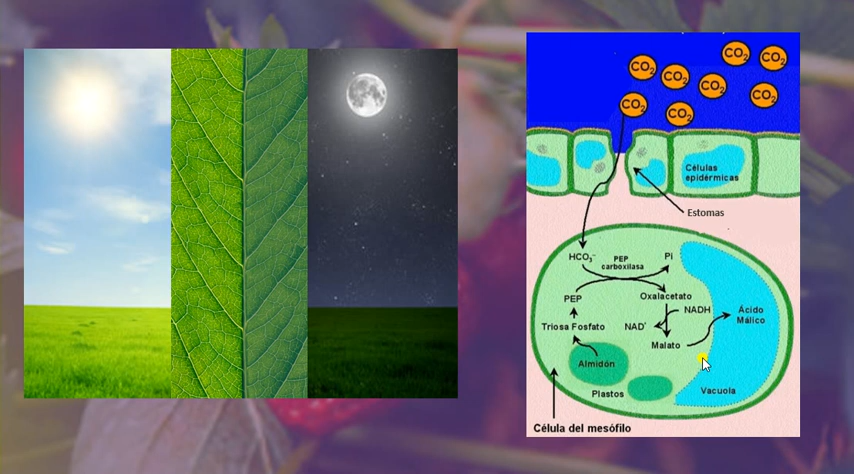 CO2
CO2
CO2
CO2
CO2
CO2
CO2
CO2
Células
epidérmicas
Estomas
HCO3-
PEP
carboxilasa
Pi
PEP
Oxalacetato
NADH
Ácido
Málico
Triosa Fosfato
NAD+
Malato
Almidón
Plastos
Vacuola
Célula del mesófilo